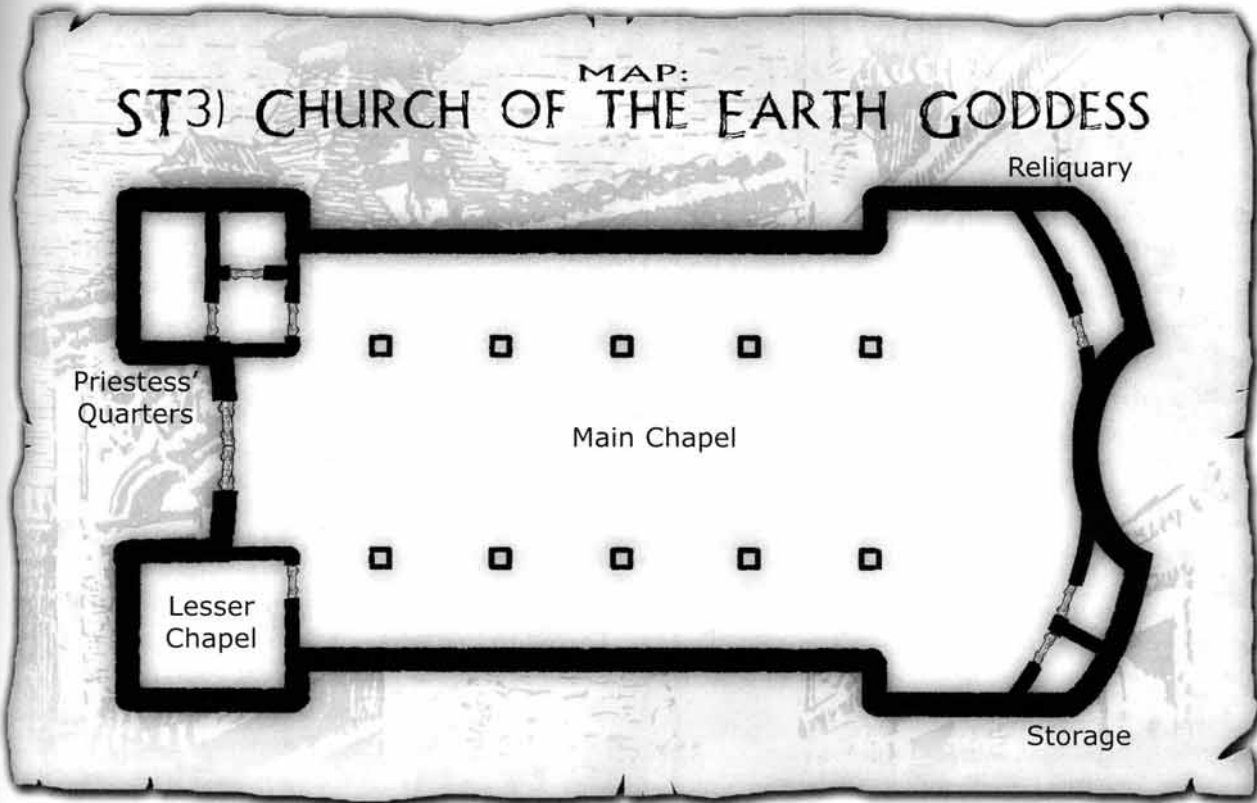 MAP:
ST3) CHURCH OF THE EARTH GODDESS
Reliquary
Priestess'
Quarters
Main Chapel
Lesser
Chapel
Storage